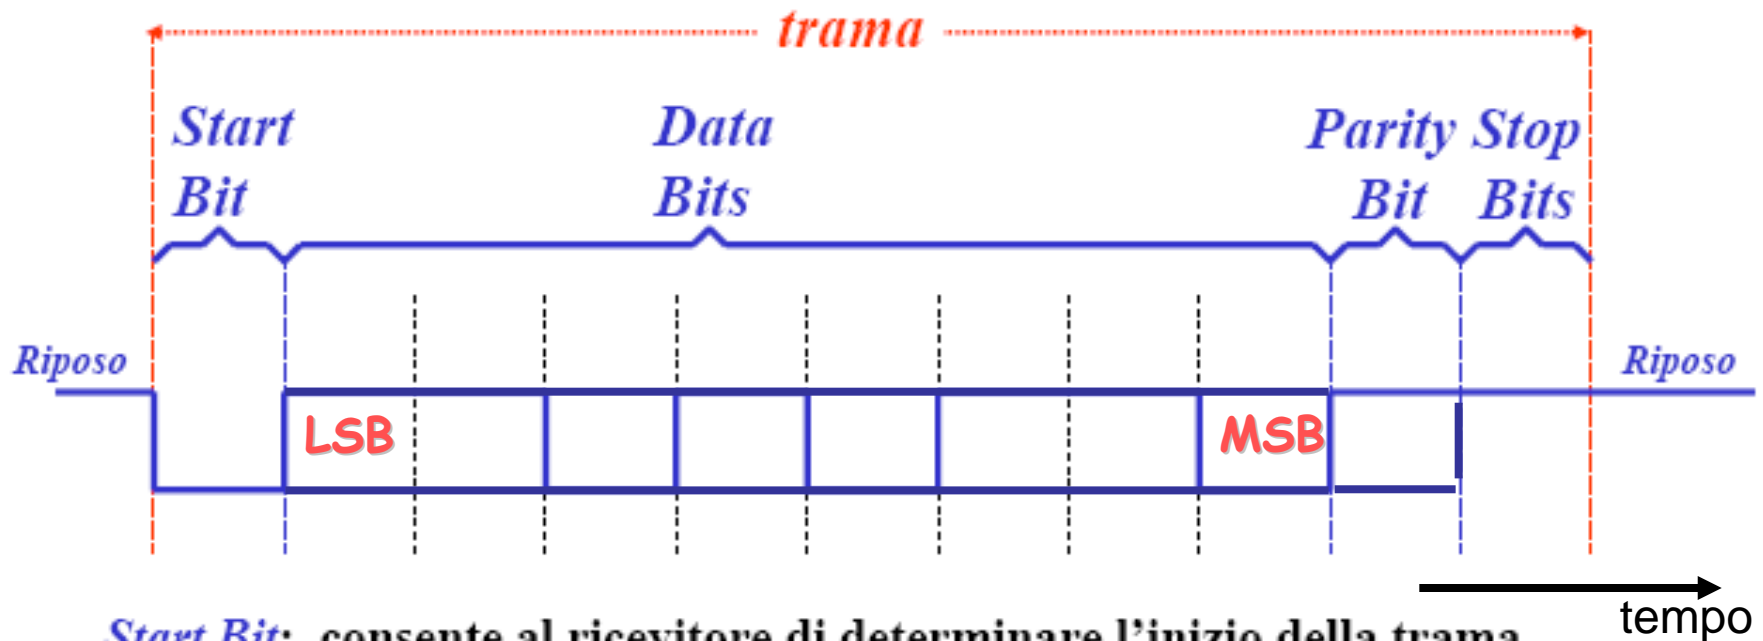 trama
Start Bit
Data Bits
Parity Bit
Stop Bits
Riposo
Riposo
LSB
MSB
tempo
Start Bit: consente al ricevitore di determinare l'inizio della trama